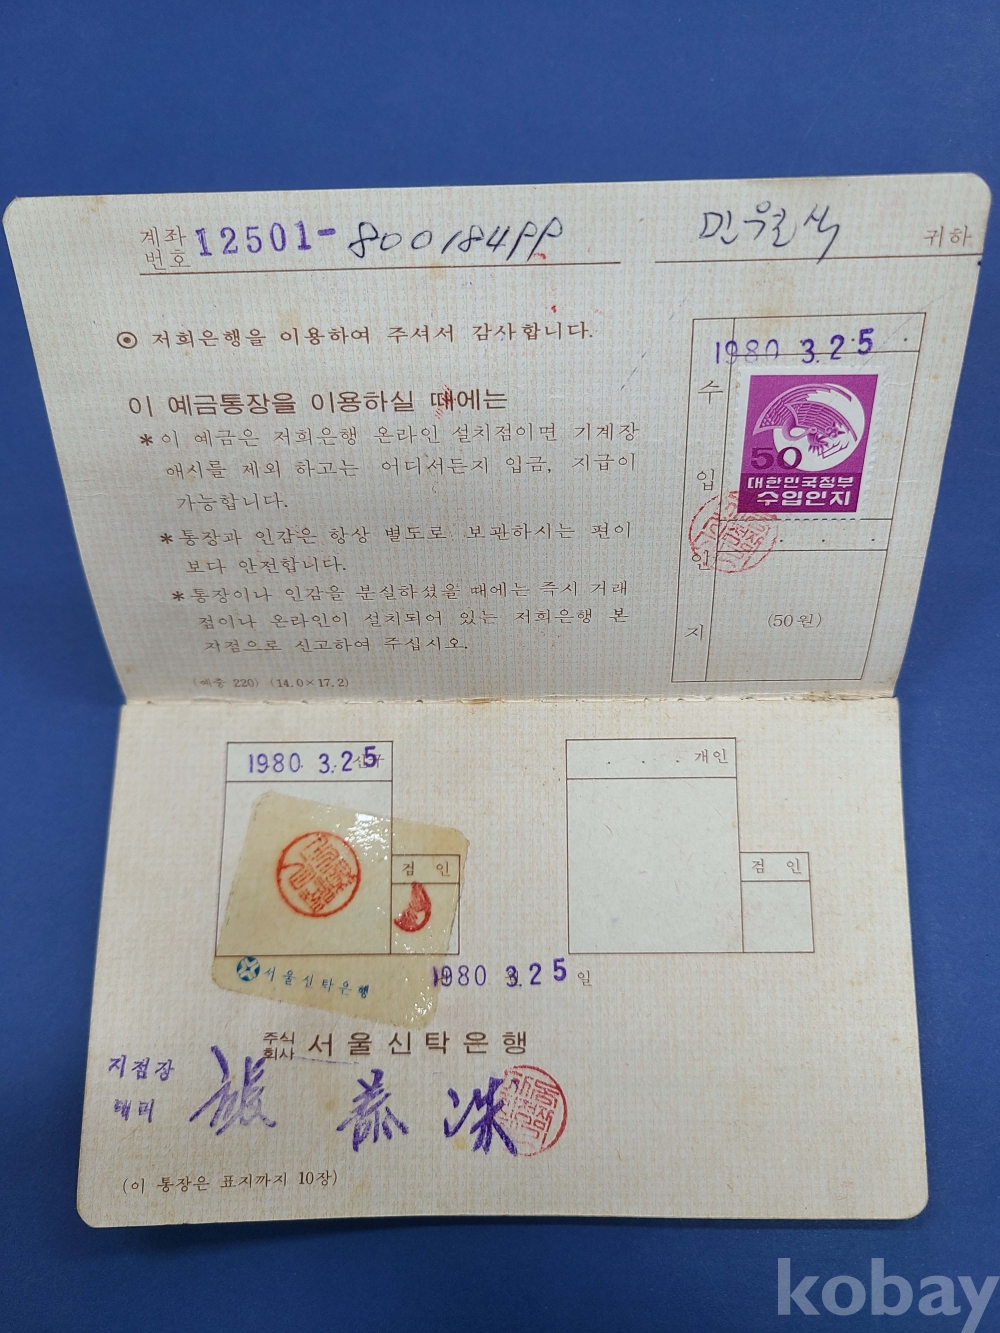 계좌번호 12501-800184PP 민월식 귀하
⊙ 저희은행을 이용하여 주셔서 감사합니다.
이 예금통장을 이용하실 때에는
* 이 예금은 저희은행 온라인 설치점이면 기계장
애시를 제외 하고는 어디서든지 입금, 지급이
가능합니다.
* 통장과 인감은 항상 별도로 보관하시는 편이
보다 안전합니다.
* 통장이나 인감을 분실하셨을 때에는 즉시 거래
점이나 온라인이 설치되어 있는 저희은행 본
지점으로 신고하여 주십시오.
(예중 220) (14.0×17.2)
1980 3.25
수입인지
50
대한민국정부
수입인지
(50원)
1980 3.25
검 인
서울신탁은행
. . . 개인
검 인
1980 3.25 일
주식회사 서울신탁은행
지점장
(이 통장은 표지까지 10장)
kobay